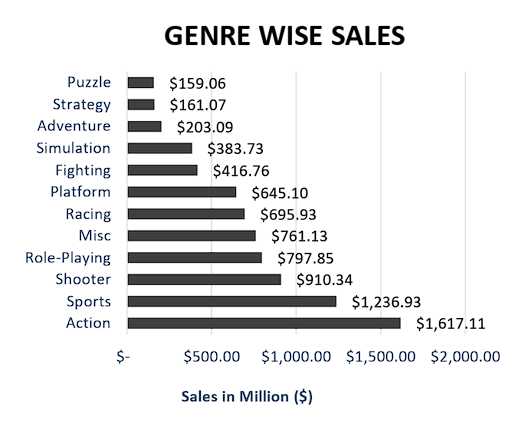 GENRE WISE SALES
Puzzle $159.06
Strategy $161.07
Adventure $203.09
Simulation $383.73
Fighting $416.76
Platform $645.10
Racing $695.93
Misc $761.13
Role-Playing $797.85
Shooter $910.34
Sports $1,236.93
Action $1,617.11
$- $500.00 $1,000.00 $1,500.00 $2,000.00
Sales in Million ($)